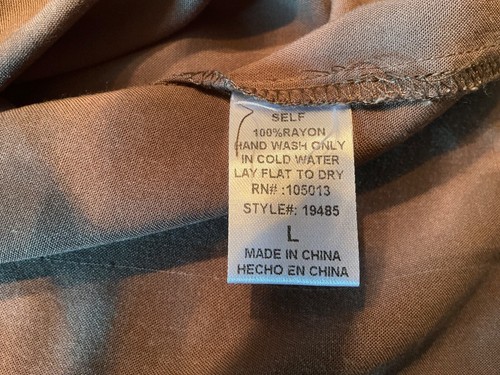 SELF
100%RAYON
HAND WASH ONLY
IN COLD WATER
LAY FLAT TO DRY
RN# :105013
STYLE#: 19485
L
MADE IN CHINA
HECHO EN CHINA